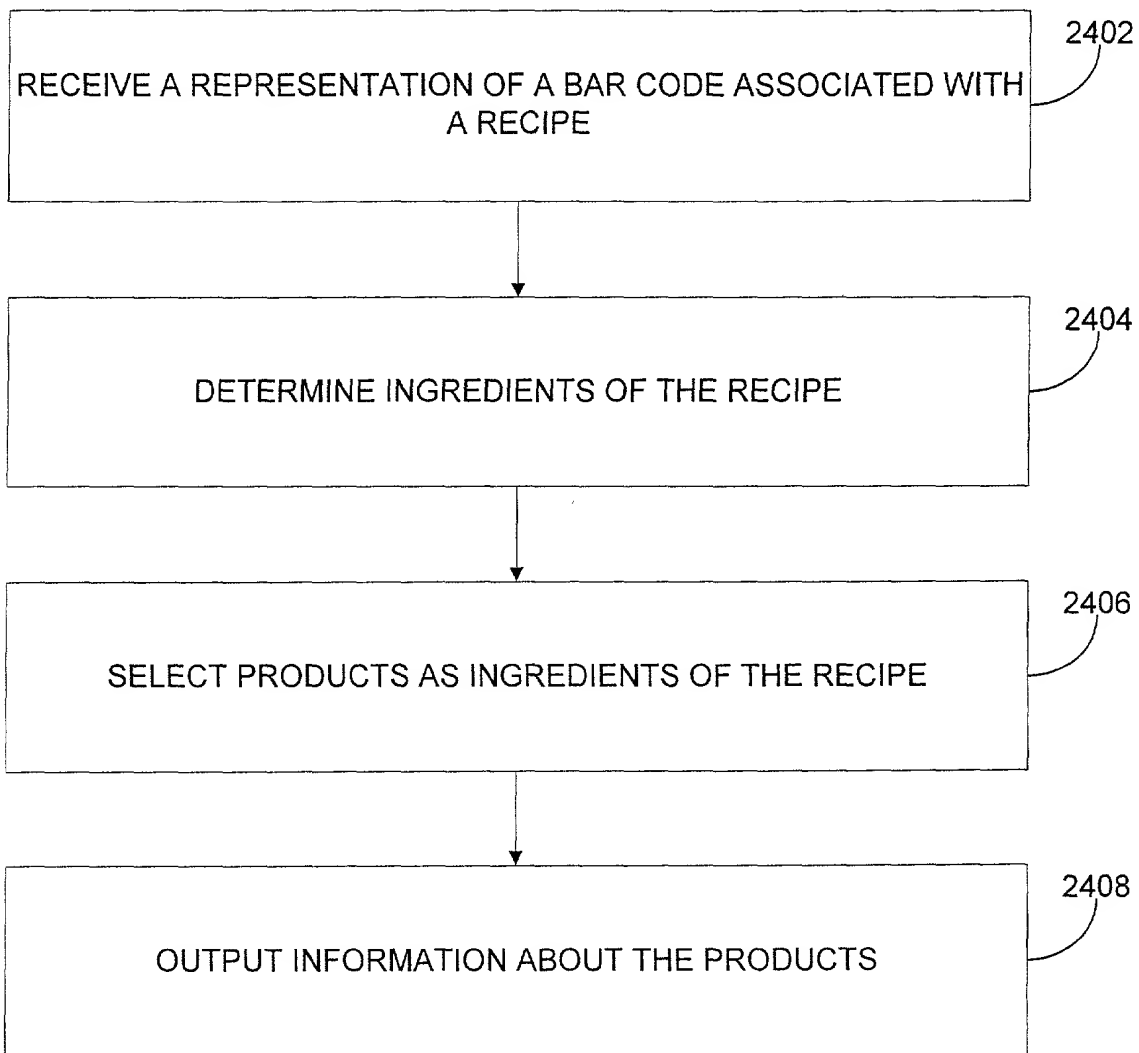 2402
RECEIVE A REPRESENTATION OF A BAR CODE ASSOCIATED WITH
A RECIPE
2404
DETERMINE INGREDIENTS OF THE RECIPE
2406
SELECT PRODUCTS AS INGREDIENTS OF THE RECIPE
2408
OUTPUT INFORMATION ABOUT THE PRODUCTS